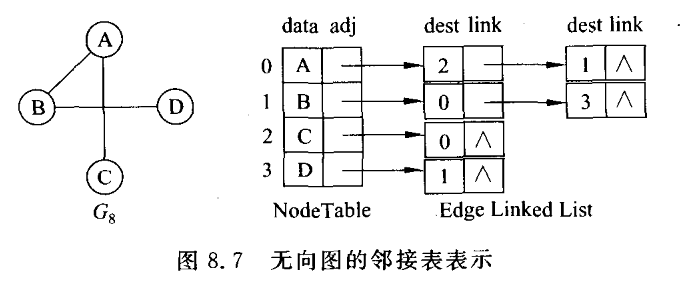 A
B
D
C
G8
data adj dest link dest link
0 A 2 1 ∧
1 B 0 3 ∧
2 C 0 ∧
3 D 1 ∧
NodeTable Edge Linked List
图 8.7 无向图的邻接表表示